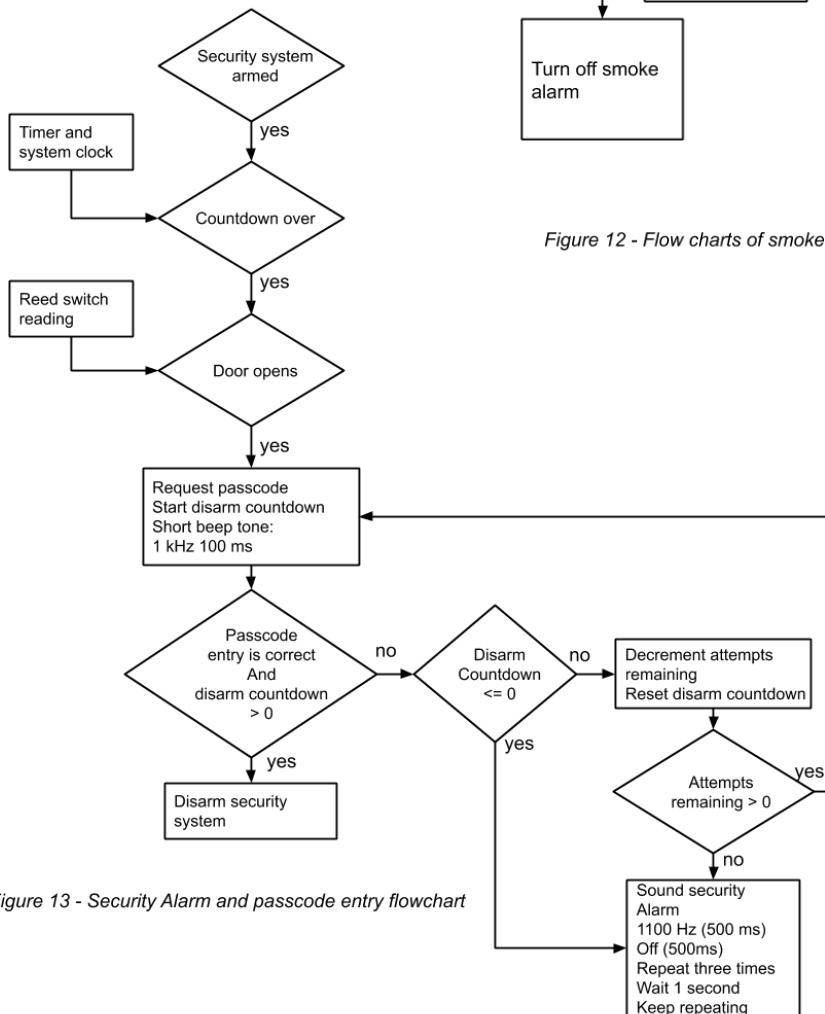 Security system
armed
yes
Timer and
system clock
Countdown over
yes
Reed switch
reading
Door opens
yes
Request passcode
Start disarm countdown
Short beep tone:
1 kHz 100 ms
Passcode
entry is correct
And
disarm countdown
> 0
no
yes
Disarm security
system
Disarm
Countdown
<= 0
no
yes
Decrement attempts
remaining
Reset disarm countdown
Attempts
remaining > 0
yes
no
Sound security
Alarm
1100 Hz (500 ms)
Off (500ms)
Repeat three times
Wait 1 second
Keep repeating
Turn off smoke
alarm
Figure 12 - Flow charts of smoke
igure 13 - Security Alarm and passcode entry flowchart